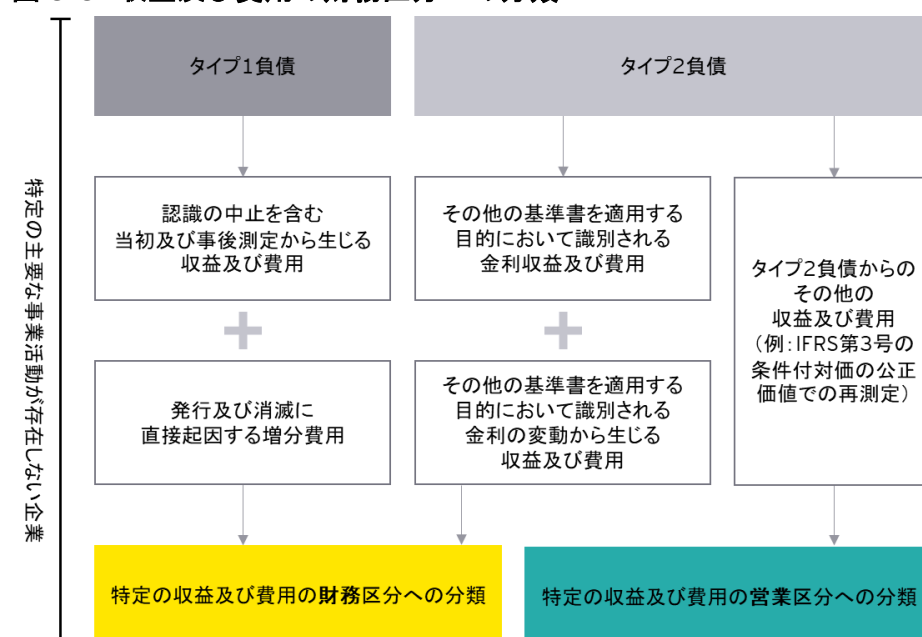 タイプ1負債
タイプ2負債
特定の主要な事業活動が存在しない企業
認識の中止を含む
当初及び事後測定から生じる
収益及び費用
+
発行及び消滅に
直接起因する増分費用
その他の基準書を適用する
目的において識別される
金利収益及び費用
+
その他の基準書を適用する
目的において識別される
金利の変動から生じる
収益及び費用
タイプ2負債からの
その他の
収益及び費用
(例:IFRS第3号の
条件付対価の公正
価値での再測定)
特定の収益及び費用の財務区分への分類
特定の収益及び費用の営業区分への分類